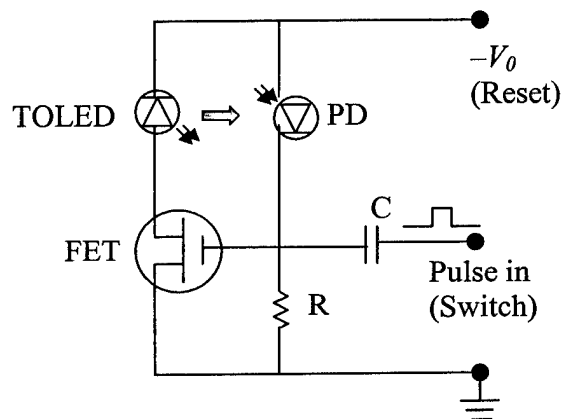 –V₀
(Reset)
TOLED
PD
C
FET
Pulse in
(Switch)
R